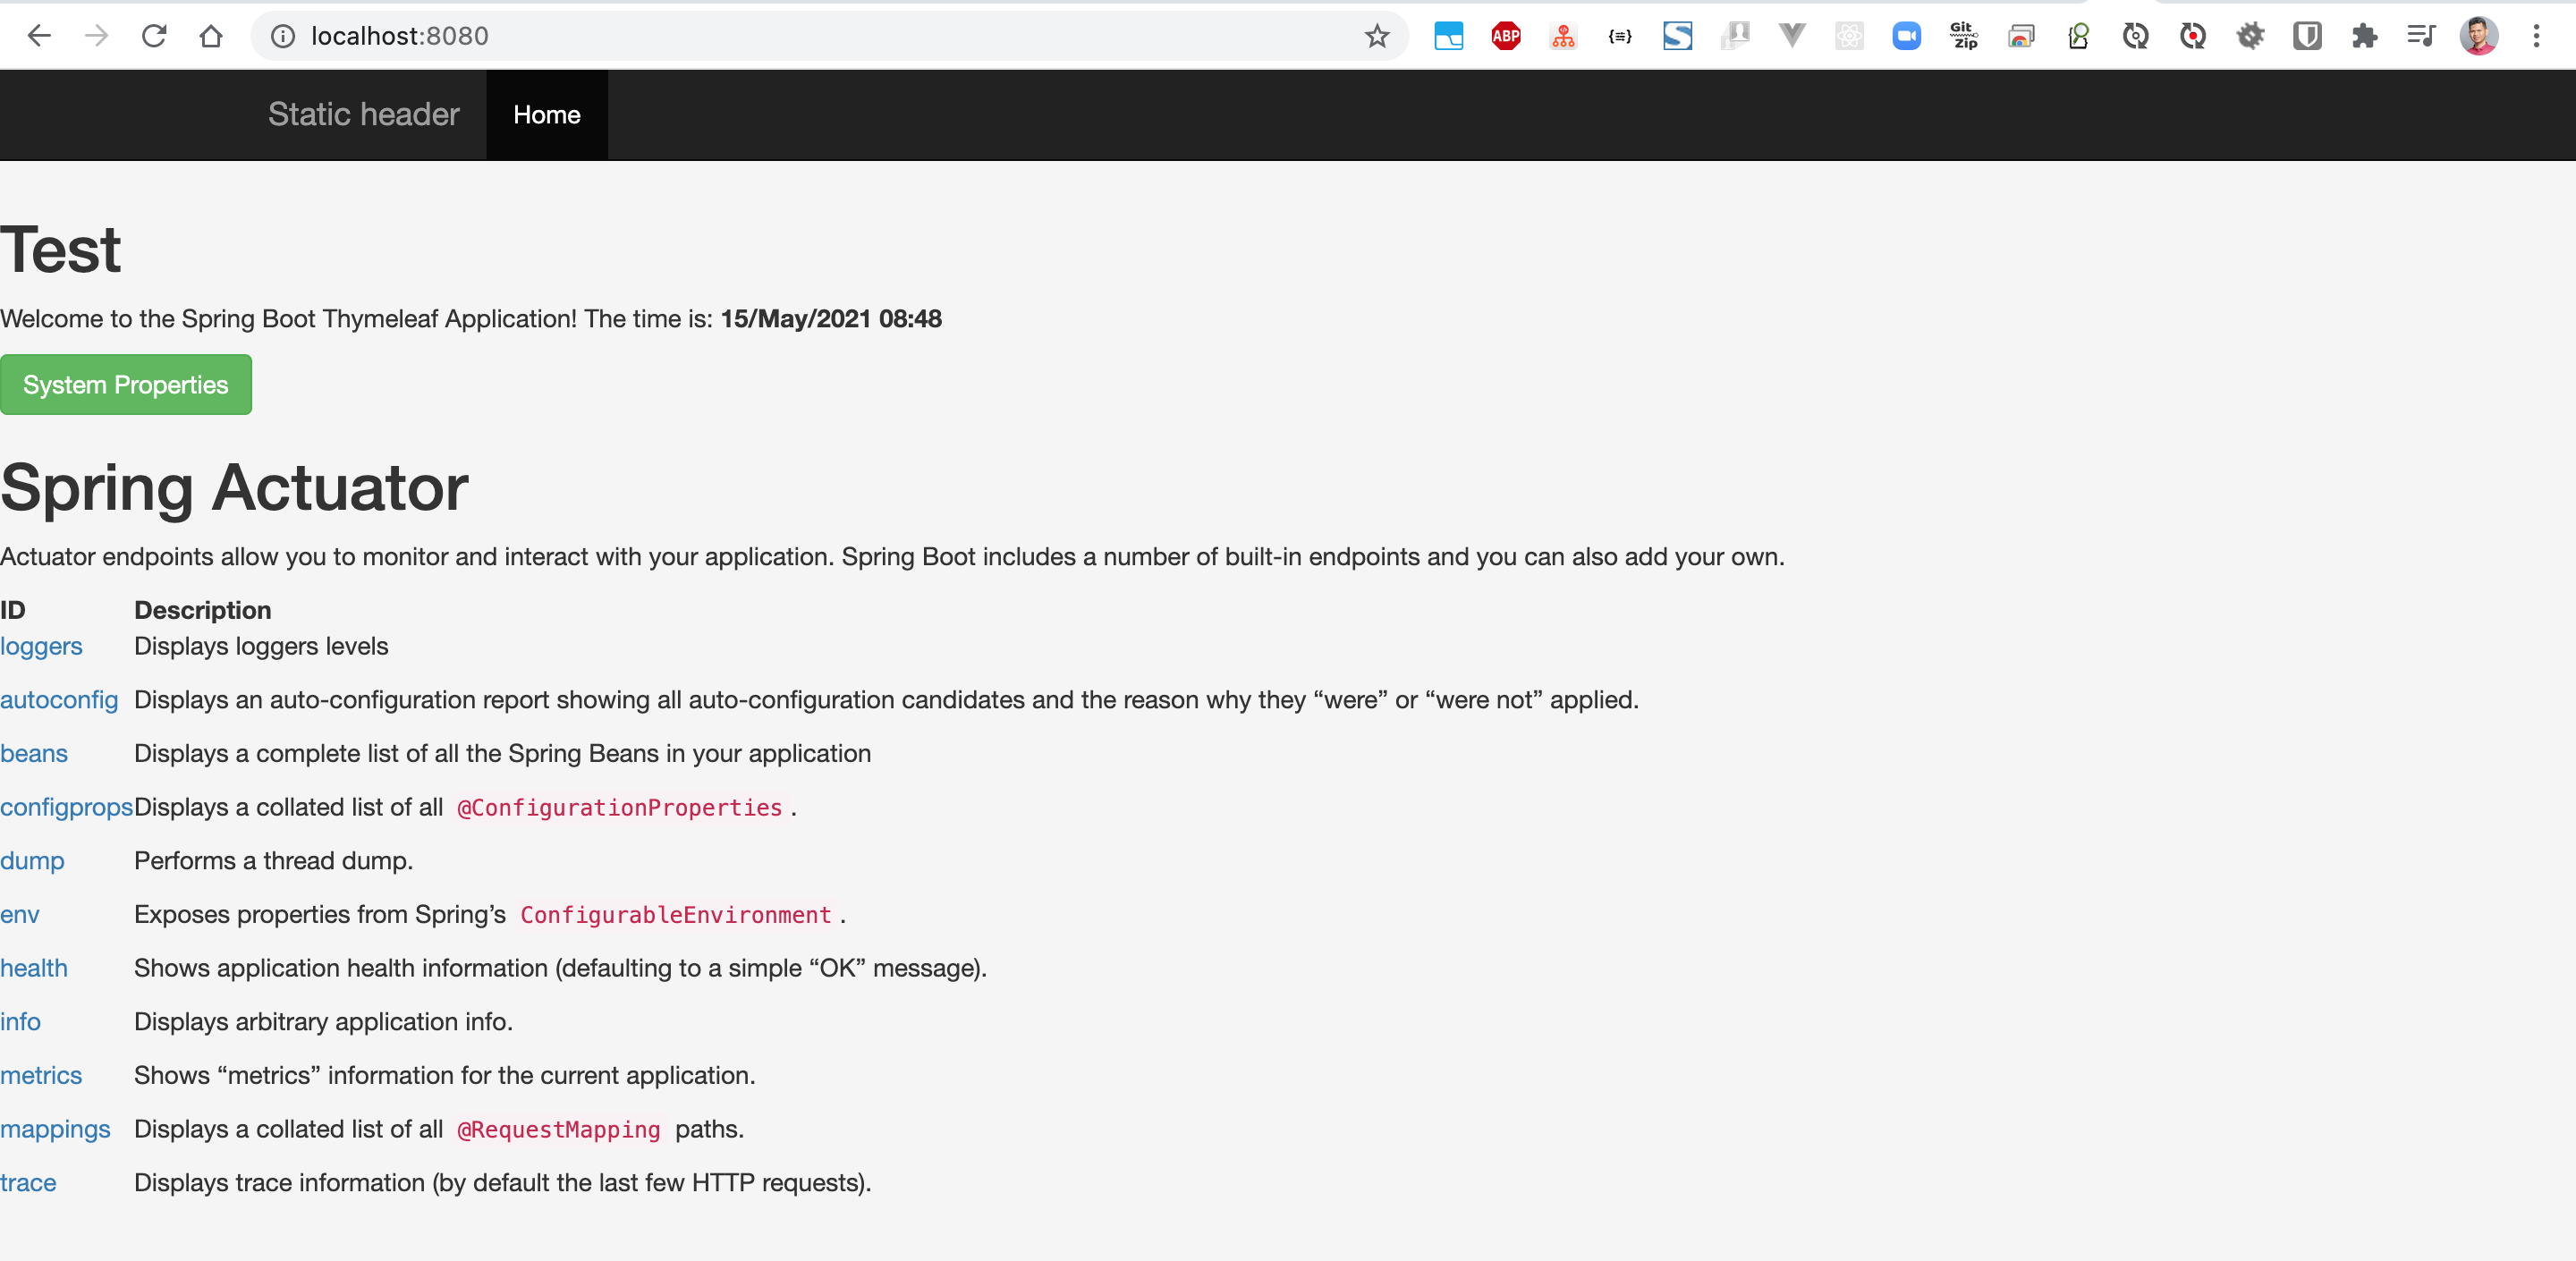 localhost:8080
ABP
Git
Zip
Static header
Home
Test
Welcome to the Spring Boot Thymeleaf Application! The time is: 15/May/2021 08:48
System Properties
Spring Actuator
Actuator endpoints allow you to monitor and interact with your application. Spring Boot includes a number of built-in endpoints and you can also add your own.
ID Description
loggers Displays loggers levels
autoconfig Displays an auto-configuration report showing all auto-configuration candidates and the reason why they “were” or “were not” applied.
beans Displays a complete list of all the Spring Beans in your application
configprops Displays a collated list of all @ConfigurationProperties .
dump Performs a thread dump.
env Exposes properties from Spring’s ConfigurableEnvironment .
health Shows application health information (defaulting to a simple “OK” message).
info Displays arbitrary application info.
metrics Shows “metrics” information for the current application.
mappings Displays a collated list of all @RequestMapping paths.
trace Displays trace information (by default the last few HTTP requests).